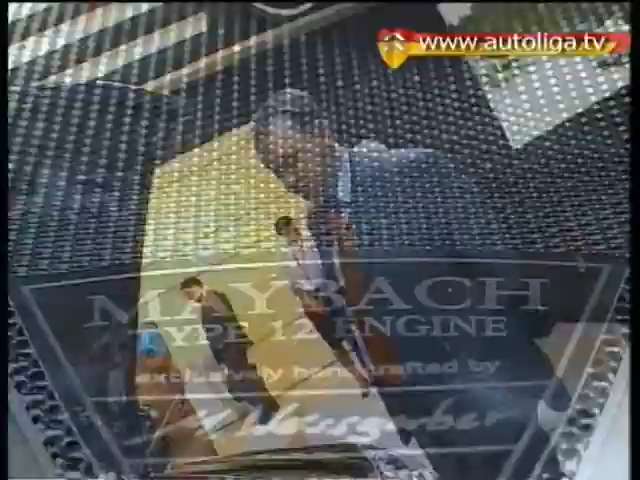 www.autoliga.tv
MAYBACH
TYPE 12 ENGINE
exclusively handcrafted by